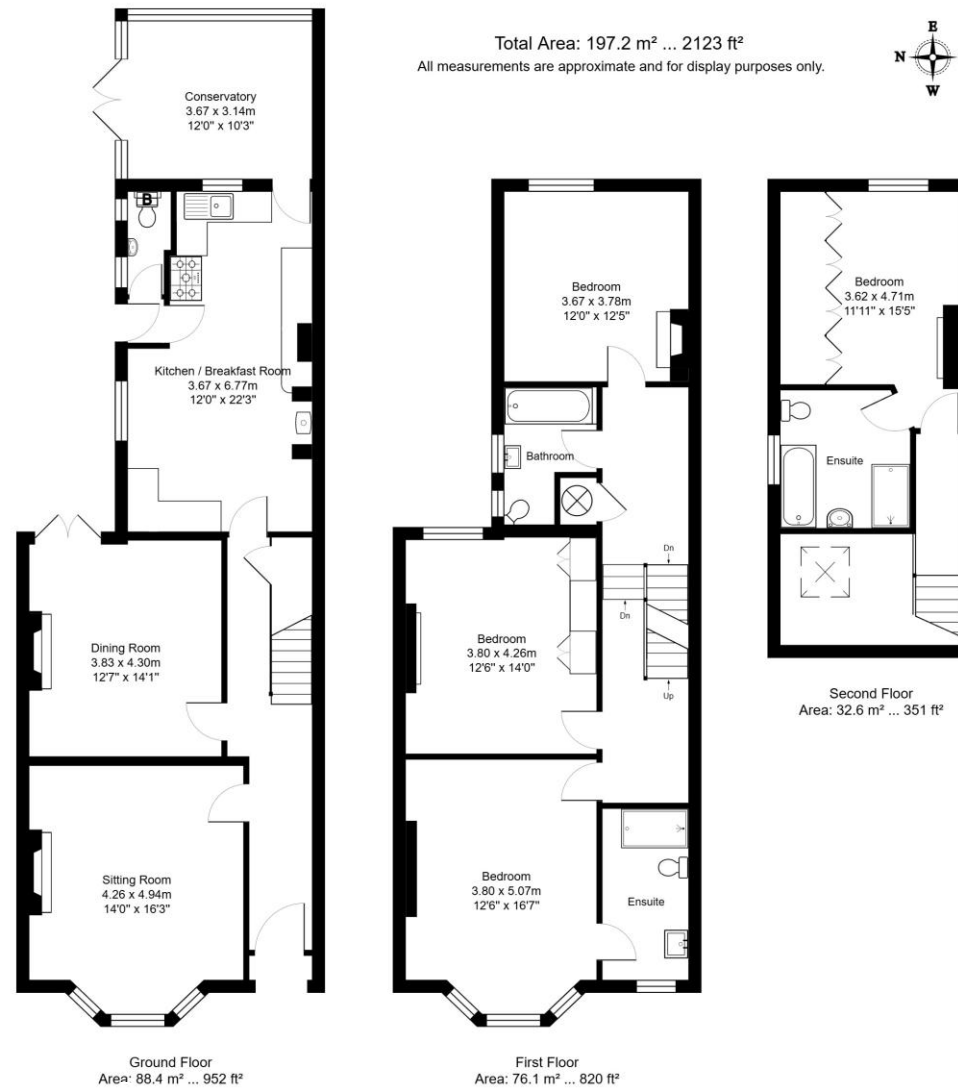 Total Area: 197.2 m² ... 2123 ft²
All measurements are approximate and for display purposes only.
E
N
W
Conservatory
3.67 x 3.14m
12'0" x 10'3"
B
Kitchen / Breakfast Room
3.67 x 6.77m
12'0" x 22'3"
Dining Room
3.83 x 4.30m
12'7" x 14'1"
Sitting Room
4.26 x 4.94m
14'0" x 16'3"
Ground Floor
Area: 88.4 m² ... 952 ft²
Bedroom
3.67 x 3.78m
12'0" x 12'5"
Bathroom
Dn
Dn
Up
Bedroom
3.80 x 4.26m
12'6" x 14'0"
Bedroom
3.80 x 5.07m
12'6" x 16'7"
Ensuite
First Floor
Area: 76.1 m² ... 820 ft²
Bedroom
3.62 x 4.71m
11'11" x 15'5"
Ensuite
Second Floor
Area: 32.6 m² ... 351 ft²